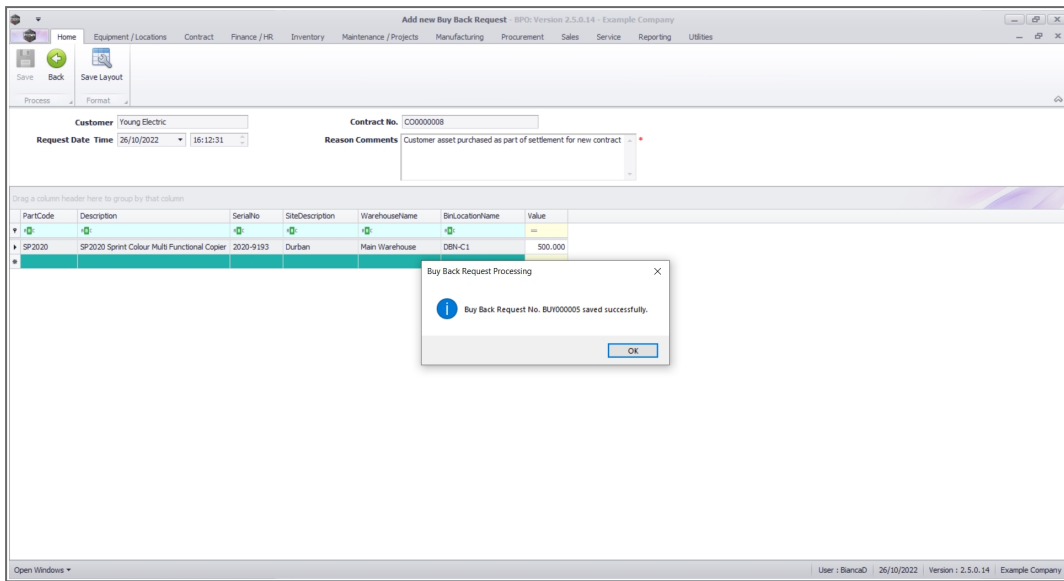 Add new Buy Back Request - BPO: Version 2.5.0.14 - Example Company
Home Equipment / Locations Contract Finance / HR Inventory Maintenance / Projects Manufacturing Procurement Sales Service Reporting Utilities
Save Back Save Layout
Process Format
Customer Young Electric Contract No. CO0000008
Request Date Time 26/10/2022 16:12:31 Reason Comments Customer asset purchased as part of settlement for new contract *
Drag a column header here to group by that column
PartCode Description SerialNo SiteDescription WarehouseName BinLocationName Value
=
SP2020 SP2020 Sprint Colour Multi Functional Copier 2020-9193 Durban Main Warehouse DBN-C1 500.000
Buy Back Request Processing
Buy Back Request No. BUY000005 saved successfully.
OK
Open Windows User : BiancaD 26/10/2022 Version : 2.5.0.14 Example Company